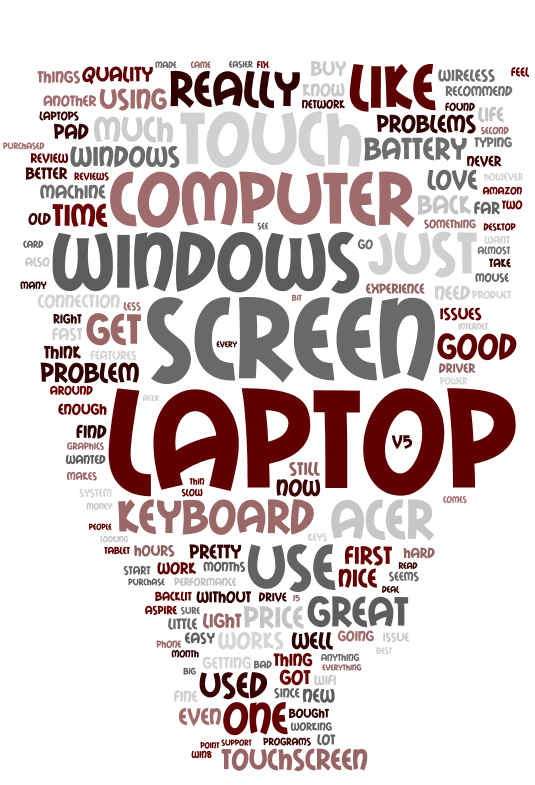 MADE CAME EASIER FIX
THINGS QUALITY REALLY BUY LIKE WIRELESS FEEL
ANOTHER USING KNOW NETWORK RECOMMEND
LAPTOPS PAD MUCH TOUCH PROBLEMS FOUND LIFE SECOND
PURCHASED REVIEW WINDOWS BATTERY TYPING NEVER
BETTER REVIEWS MACHINE COMPUTER LOVE HOWEVER AMAZON
OLD TIME BACK FAR TWO
SEE SOMETHING DESKTOP
CARD WINDOWS GO JUST WANT ALMOST
ALSO TAKE
MANY EXPERIENCE NEED MOUSE PRODUCT
CONNECTION LESS SCREEN BIT
RIGHT ISSUES
FAST GET INTERNET
THINK FEATURES EVERY GOOD
PROBLEM DRIVER
POWER
AROUND LAPTOP
ENOUGH ACER
FIND
GRAPHICS V5
WANTED
MAKES THIN STILL
SYSTEM SLOW NOW
MONEY KEYBOARD ACER COMES
PEOPLE
LOOKING KEYS
TABLET HOURS PRETTY USE FIRST HARD
START WORK MONTHS NICE READ SEEMS
PURCHASE PERFORMANCE DEAL
BACKLIT WITHOUT DRIVE I5
ASPIRE SURE PRICE GREAT
LITTLE LIGHT
PHONE EASY WORKS WELL GOING ISSUE
MONTH BEST
GETTING BAD THING ANYTHING
BIG EVERYTHING
USED GOT WIFI
FINE SINCE NEW
EVEN ONE BOUGHT
WORKING
POINT SUPPORT PROGRAMS LOT
WIN8 TOUCHSCREEN